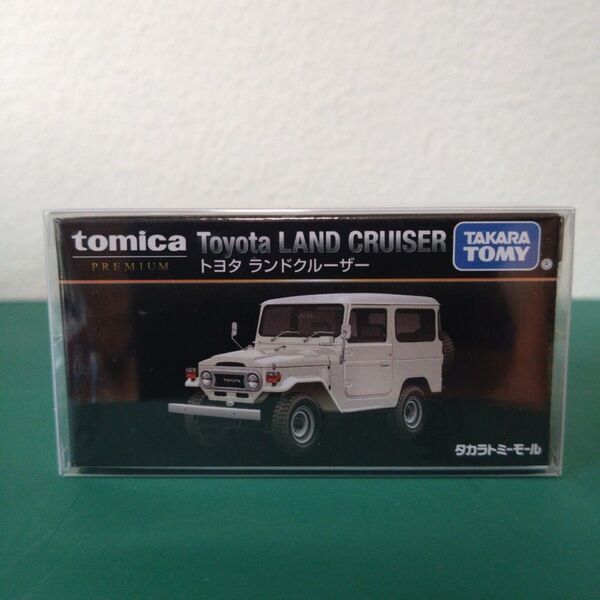 tomica
PREMIUM
Toyota LAND CRUISER
トヨタ ランドクルーザー
TAKARA
TOMY
®
TOYOTA
タカラトミーモール